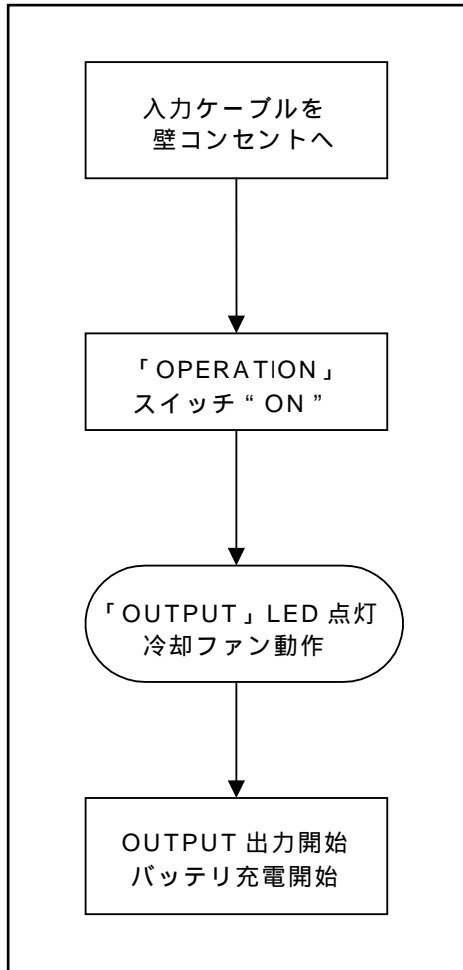 入力ケーブルを
壁コンセントへ
「OPERATION」
スイッチ“ON”
「OUTPUT」LED 点灯
冷却ファン動作
OUTPUT 出力開始
バッテリ充電開始